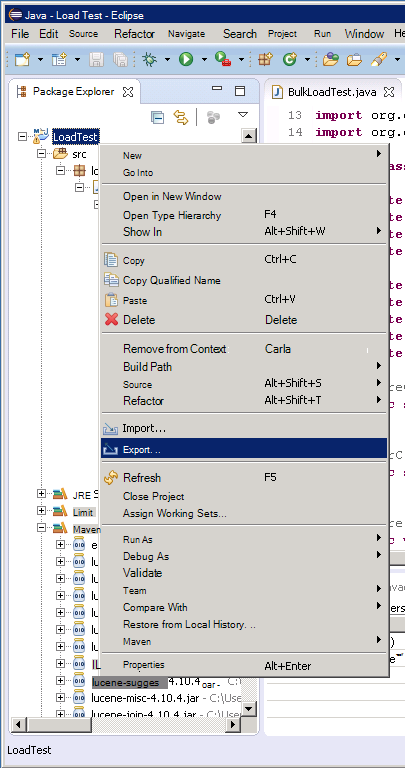 Java - Load Test - Eclipse
File Edit Source Refactor Navigate Search Project Run Window
Package Explorer
BulkLoadTest.java
LoadTest
13 import org.
14 import org.
src
New
Go Into
Open in New Window
Open Type Hierarchy F4
Show In Alt+Shift+W
Copy Ctrl+C
Copy Qualified Name
Paste Ctrl+V
Delete Delete
Remove from Context Carla
Build Path
Source Alt+Shift+S
Refactor Alt+Shift+T
Import...
Export. ..
Refresh F5
JRE S
Close Project
Limit
Assign Working Sets...
Maven
Run As
Debug As
Validate
Team
Compare With
Restore from Local History. ..
Maven
Properties Alt+Enter
lucene-sugges 4.10.4 oar - C:\
lucene-misc-4.10.4.jar - C:\Use
lucene-join-4.10.4.jar - C:\User
LoadTest